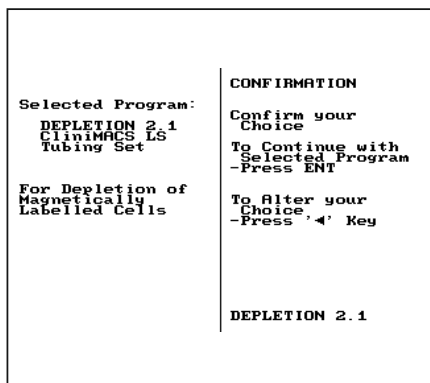 Selected Program:
DEPLETION 2.1
CliniMACS LS
Tubing Set
For Depletion of
Magnetically
Labelled Cells
CONFIRMATION
Confirm your
Choice
To Continue with
Selected Program
-Press ENT
To Alter your
Choice
-Press '◄' Key
DEPLETION 2.1